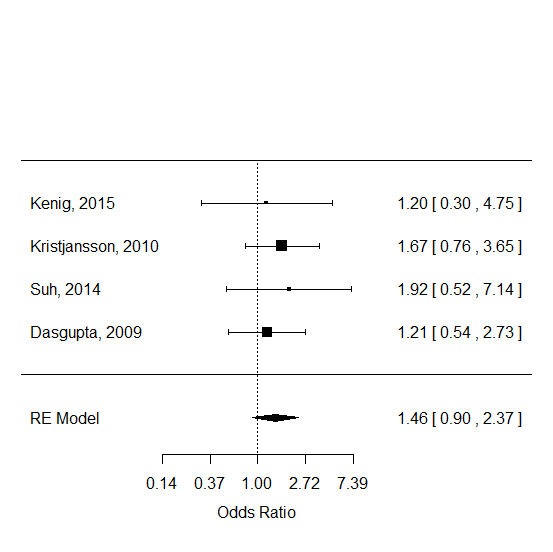 Kenig, 2015 1.20 [ 0.30 , 4.75 ]
Kristjansson, 2010 1.67 [ 0.76 , 3.65 ]
Suh, 2014 1.92 [ 0.52 , 7.14 ]
Dasgupta, 2009 1.21 [ 0.54 , 2.73 ]
RE Model 1.46 [ 0.90 , 2.37 ]
0.14 0.37 1.00 2.72 7.39
Odds Ratio